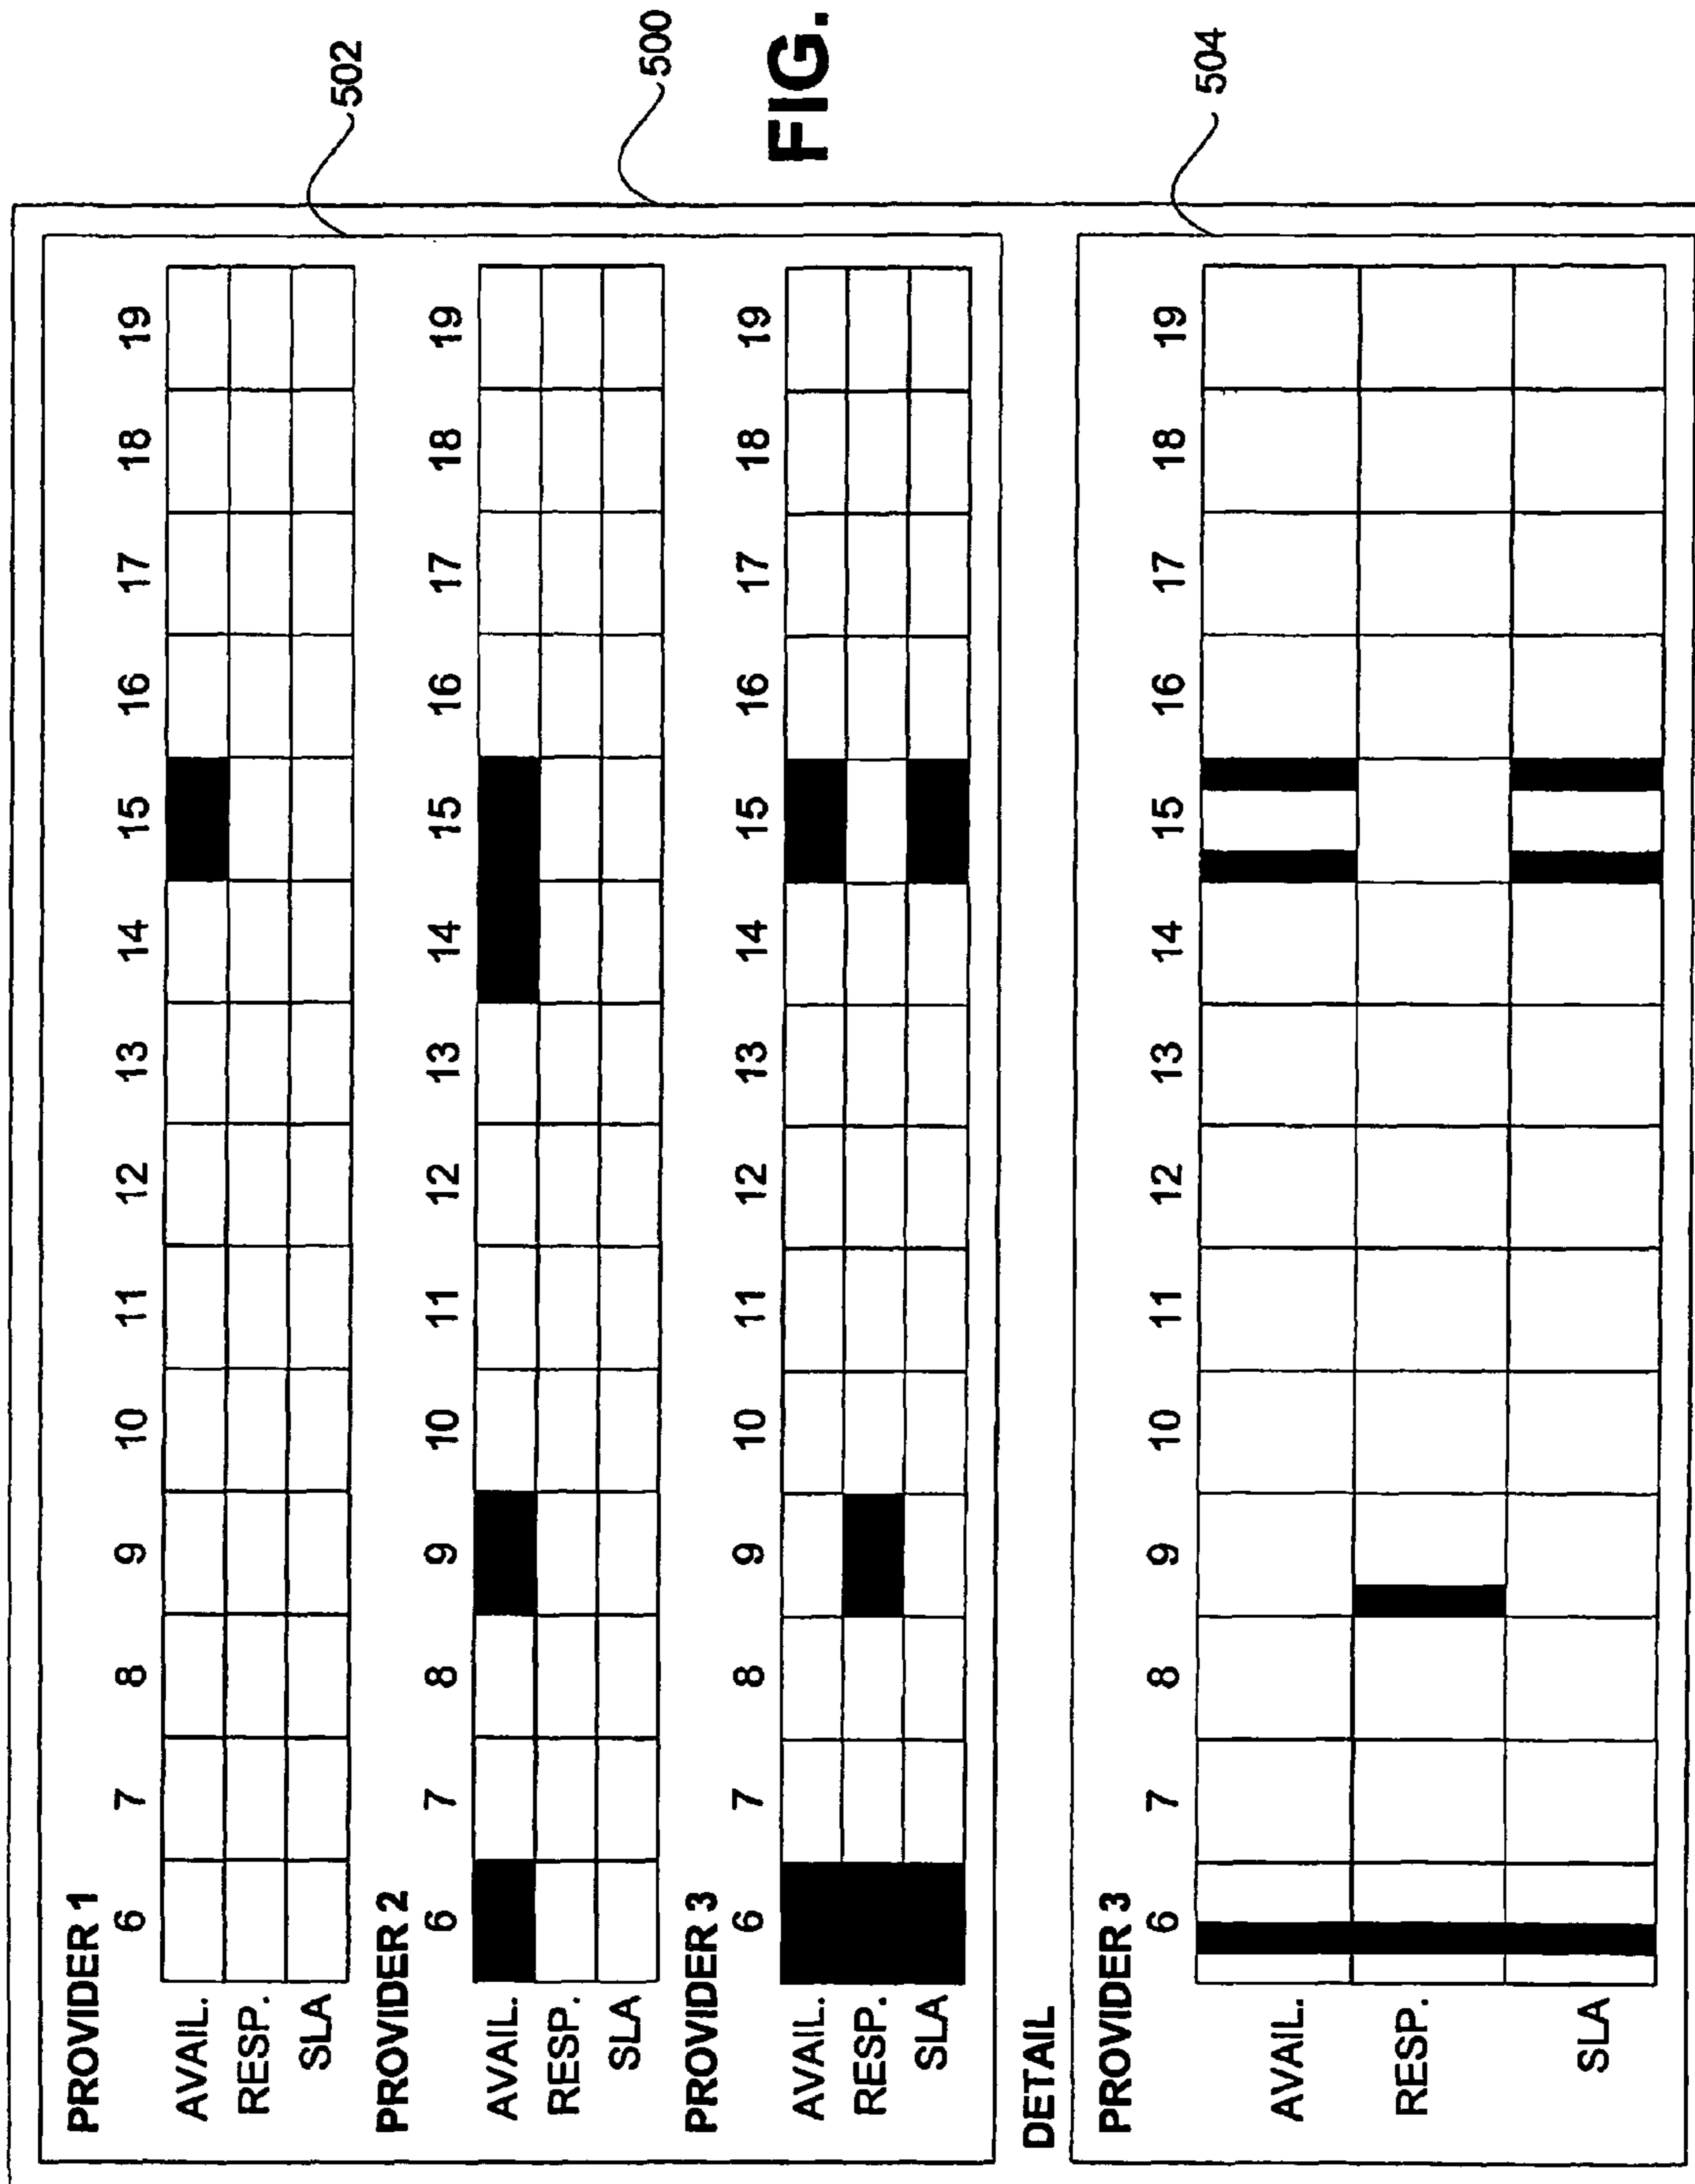 PROVIDER 1
6 7 8 9 10 11 12 13 14 15 16 17 18 19
AVAIL.
RESP.
SLA
502
PROVIDER 2
6 7 8 9 10 11 12 13 14 15 16 17 18 19
AVAIL.
RESP.
SLA
500
PROVIDER 3
6 7 8 9 10 11 12 13 14 15 16 17 18 19
AVAIL.
RESP.
SLA
FIG.
DETAIL
PROVIDER 3
6 7 8 9 10 11 12 13 14 15 16 17 18 19
AVAIL.
RESP.
SLA
504